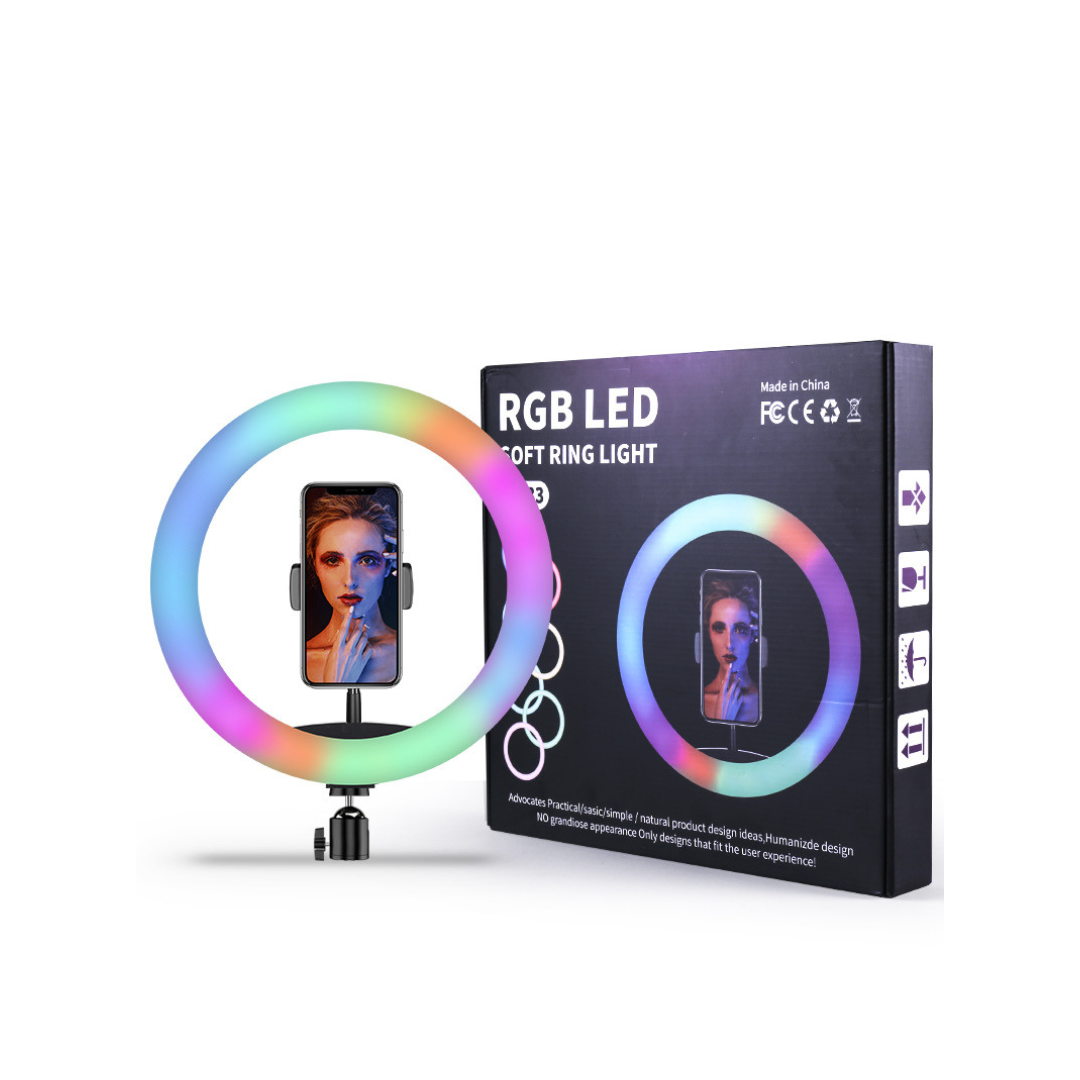 RGB LED
SOFT RING LIGHT
Made in China
FC CE
Advocates Practical/sasic/simple / natural product design ideas,Humanizde design
NO grandiose appearance Only designs that fit the user experience!